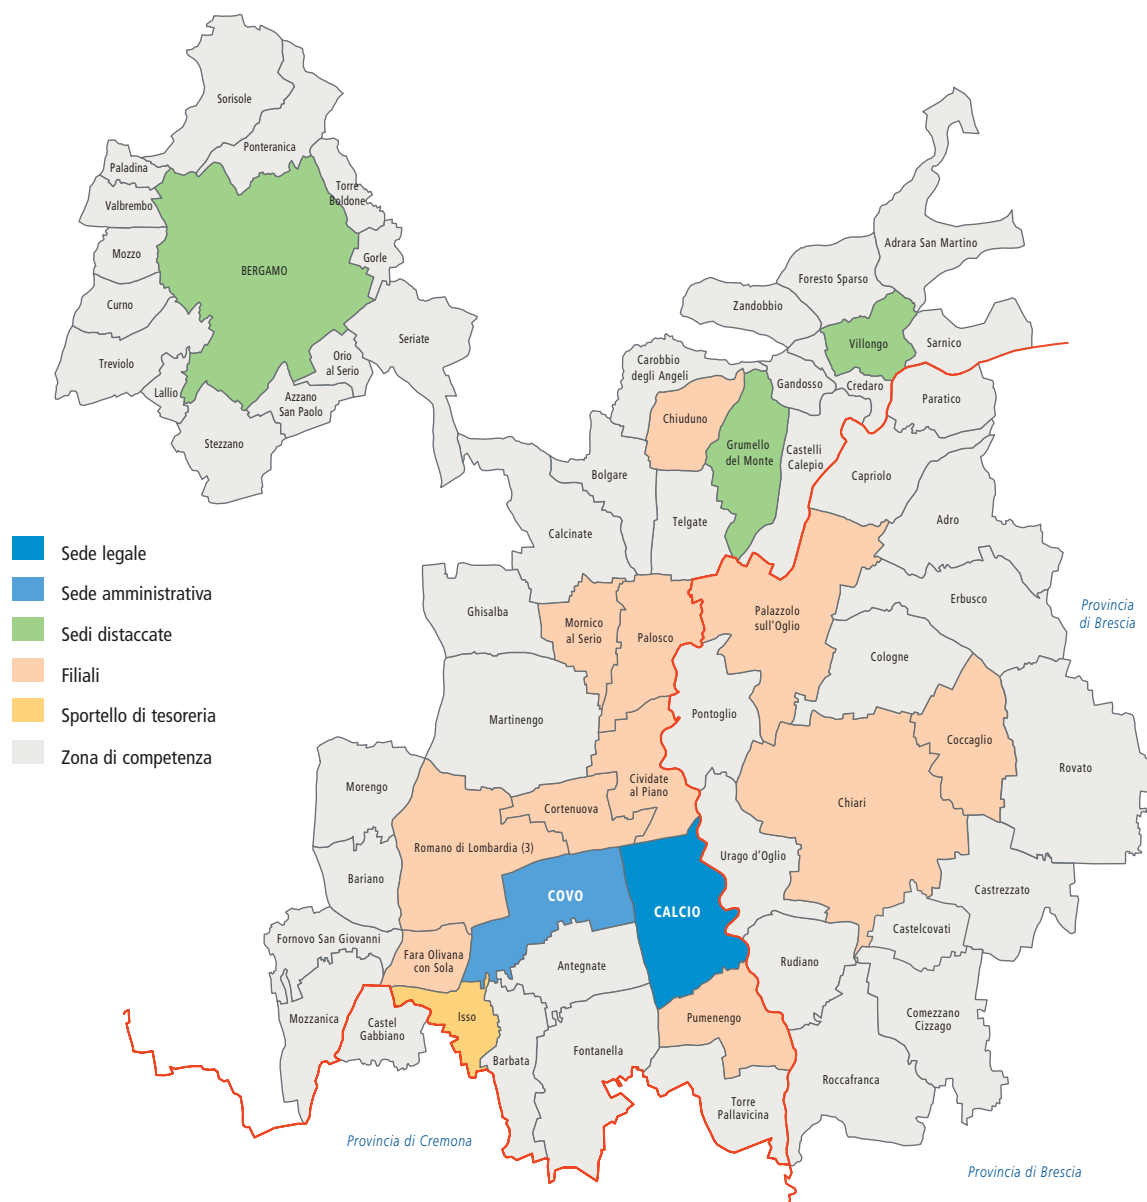 Sorisole
Ponteranica
Paladina
Torre
Boldone
Valbrembo
Mozzo
Gorle
BERGAMO
Curno
Treviolo
Seriate
Orio
al Serio
Lallio
Azzano
San Paolo
Stezzano
Adrara San Martino
Foresto Sparso
Zandobbio
Villongo
Sarnico
Carobbio
degli Angeli
Gandosso
Credaro
Paratico
Chiuduno
Grumello
del Monte
Castelli
Calepio
Bolgare
Capriolo
Telgate
Calcinate
Adro
Sede legale
Sede amministrativa
Sedi distaccate
Filiali
Sportello di tesoreria
Zona di competenza
Ghisalba
Mornico
al Serio
Palosco
Palazzolo
sull'Oglio
Erbusco
Provincia
di Brescia
Cologne
Martinengo
Pontoglio
Coccaglio
Rovato
Morengo
Cividate
al Piano
Cortenuova
Chiari
Romano di Lombardia (3)
Urago d'Oglio
Bariano
COVO
CALCIO
Castrezzato
Castelcovati
Fornovo San Giovanni
Fara Olivana
con Sola
Antegnate
Rudiano
Mozzanica
Castel
Gabbiano
Isso
Pumenengo
Comezzano
Cizzago
Barbata
Fontanella
Roccafranca
Torre
Pallavicina
Provincia di Cremona
Provincia di Brescia